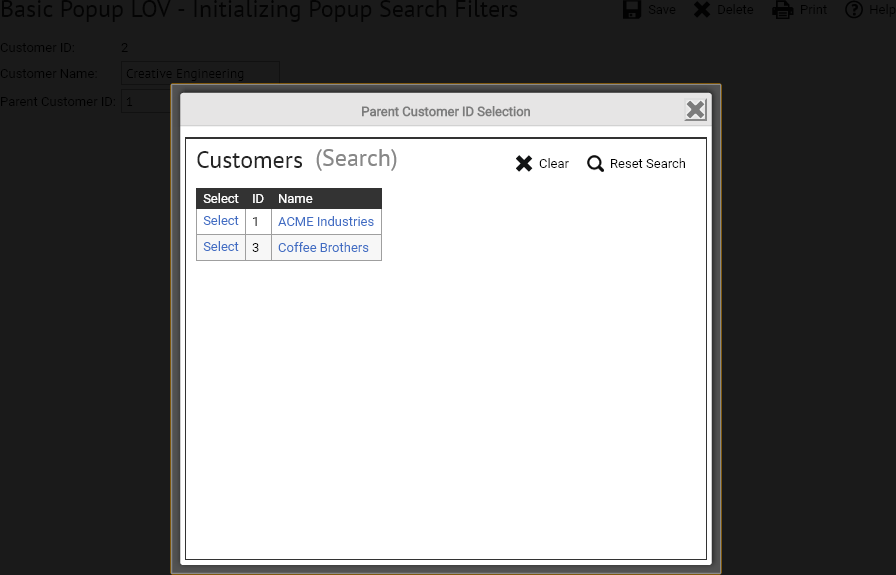 Basic Popup LOV - Initializing Popup Search Filters
Save Delete Print Help
Customer ID: 2
Customer Name: Creative Engineering
Parent Customer ID: 1
Parent Customer ID Selection
Customers (Search)
Clear Reset Search
Select ID Name
Select 1 ACME Industries
Select 3 Coffee Brothers